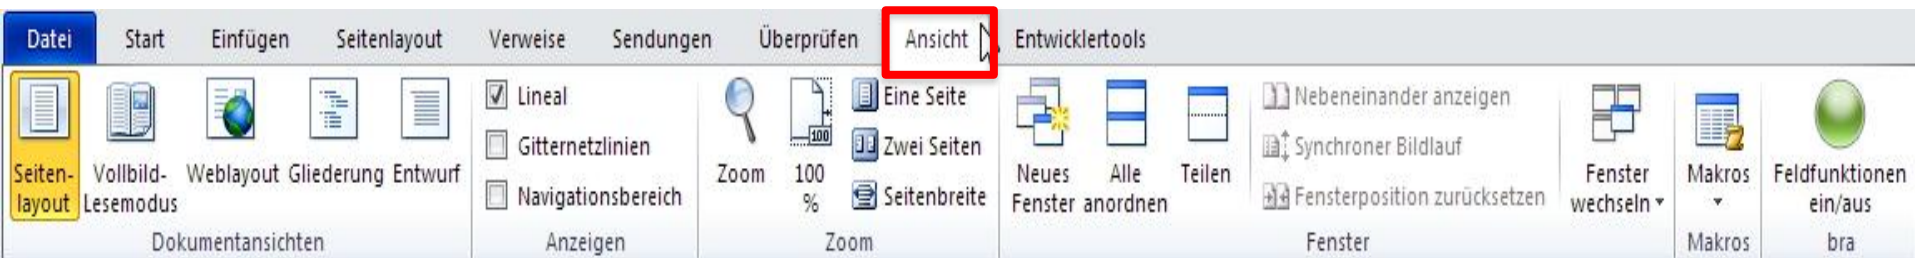 Datei Start Einfügen Seitenlayout Verweise Sendungen Überprüfen Ansicht Entwicklertools
Seiten-
layout
Vollbild-
Lesemodus
Weblayout
Gliederung
Entwurf
Dokumentansichten
Lineal
Gitternetzlinien
Navigationsbereich
Anzeigen
Zoom
100
100
%
Eine Seite
Zwei Seiten
Seitenbreite
Zoom
Neues
Fenster
Alle
anordnen
Teilen
Nebeneinander anzeigen
Synchroner Bildlauf
Fensterposition zurücksetzen
Fenster
wechseln
Fenster
Makros
Makros
Feldfunktionen
ein/aus
bra